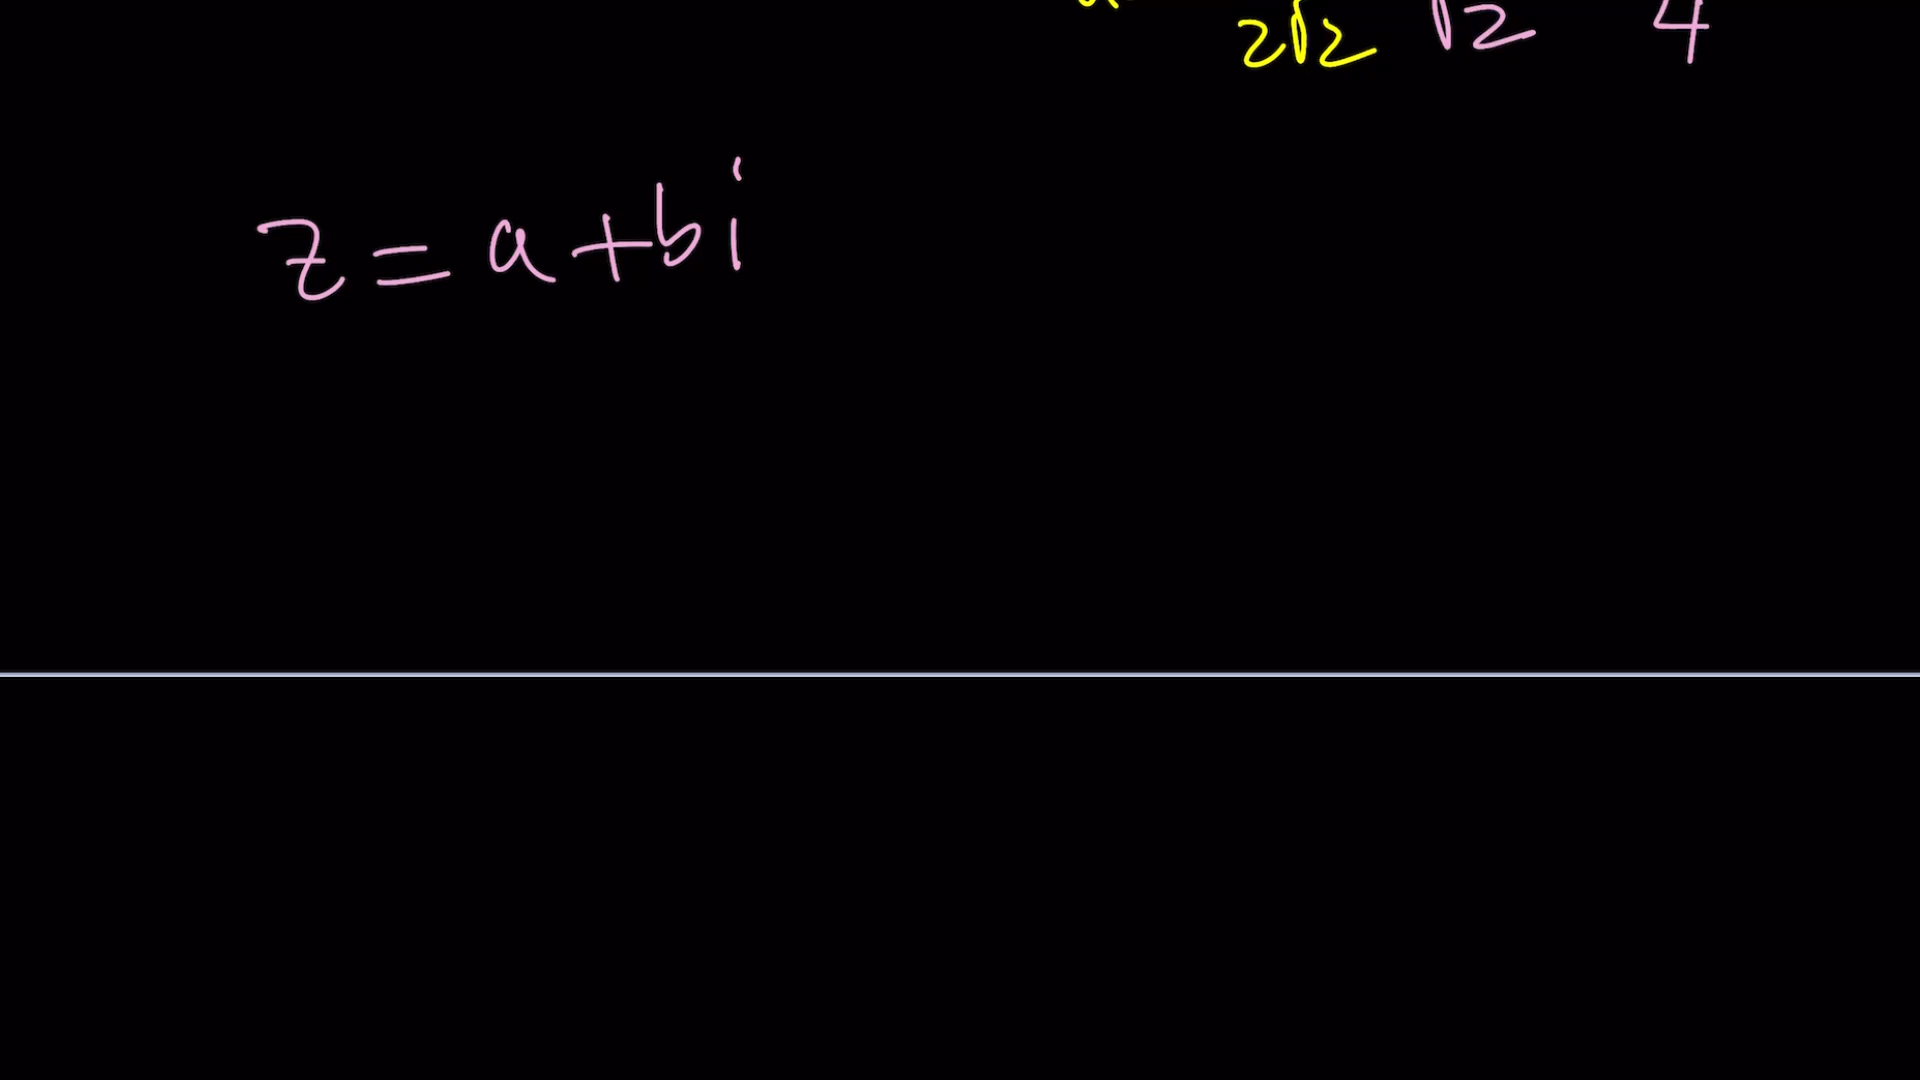 2√2 √2 4
z = a + bi